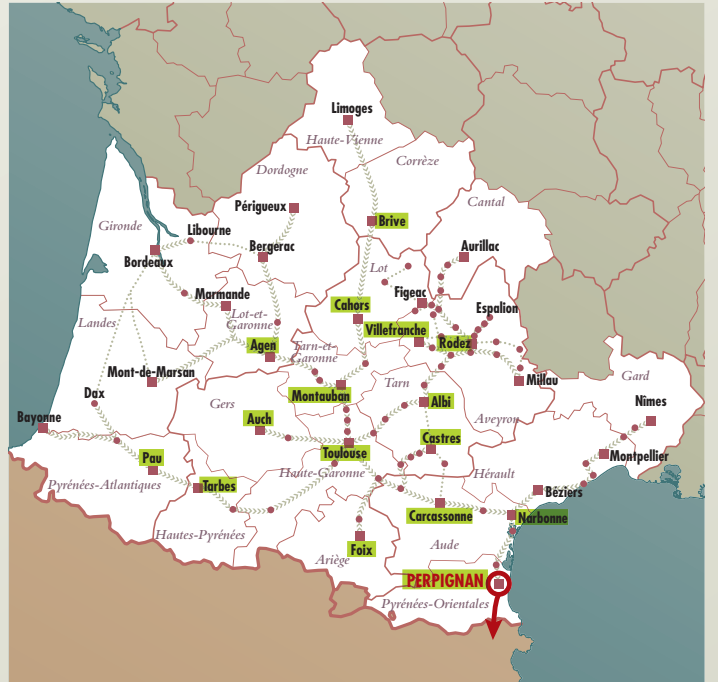 Limoges
Haute-Vienne
Corrèze
Dordogne
Cantal
Périgueux
Gironde
Brive
Libourne
Bergerac
Aurillac
Bordeaux
Lot
Figeac
Marmande
Cahors
Espalion
Lot-et-
Garonne
Landes
Villefranche
Agen
Rodez
Tarn-et-
Garonne
Mont-de-Marsan
Millau
Gard
Dax
Montauban
Tarn
Gers
Albi
Nîmes
Bayonne
Auch
Aveyron
Castres
Toulouse
Pau
Montpellier
Haute-Garonne
Hérault
Pyrénées-Atlantiques
Tarbes
Béziers
Carcassonne
Narbonne
Hautes-Pyrénées
Foix
Aude
Ariège
PERPIGNAN
Pyrénées-Orientales